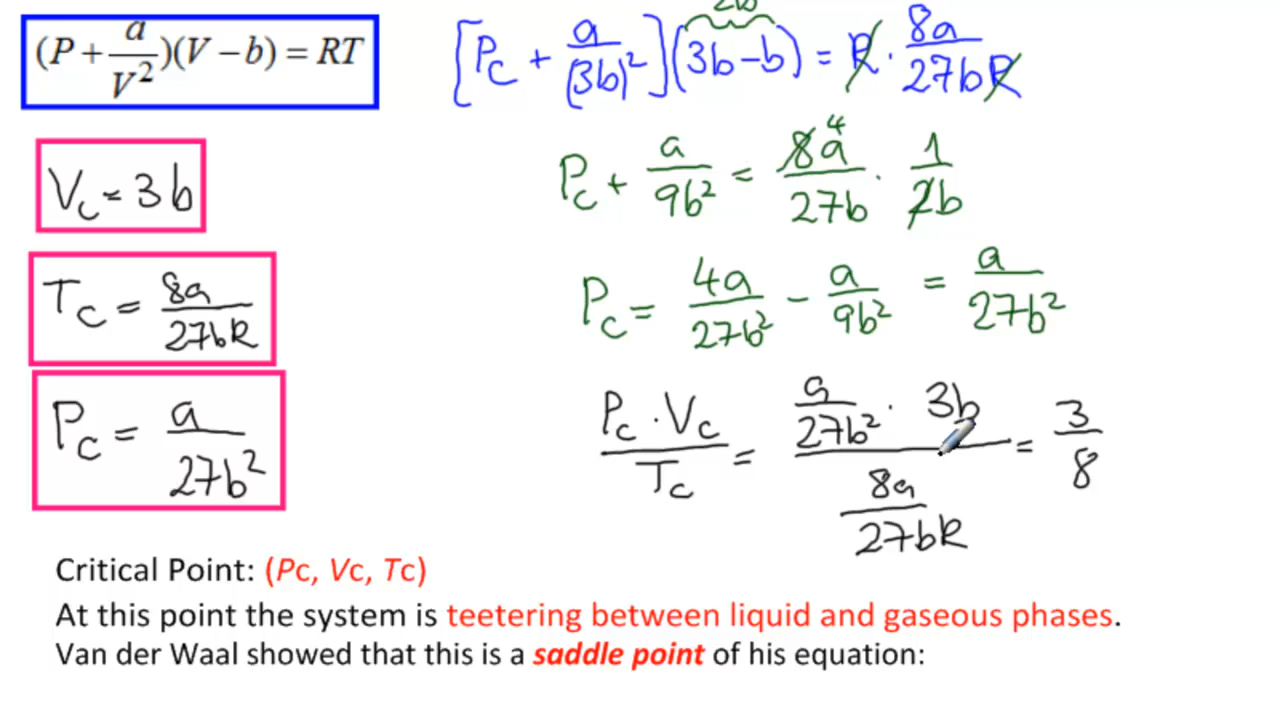 (P + a/V²)(V − b) = RT
[Pc + a/(3b)²](3b − b) = R · 8a/27bR
2b
Vc = 3b
Pc + a/9b² = 8a/27b · 1/2b
4
Tc = 8a/27bR
Pc = 4a/27b² − a/9b² = a/27b²
Pc = a/27b²
Pc · Vc/Tc = a/27b² · 3b / 8a/27bR = 3/8
Critical Point: (Pc, Vc, Tc)
At this point the system is teetering between liquid and gaseous phases.
Van der Waal showed that this is a saddle point of his equation: